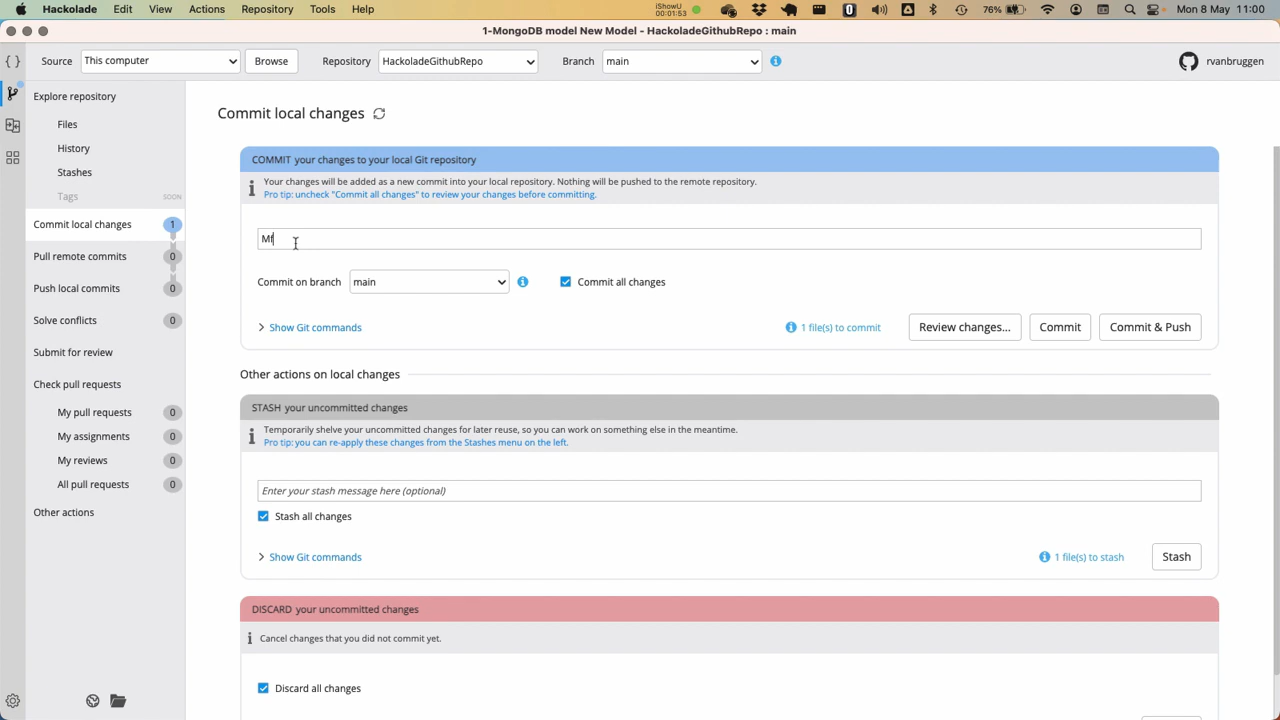 Hackolade File Edit View Actions Repository Tools Help iShowU 00:01:53 76% Mon 8 May 11:00
1-MongoDB model New Model - HackoladeGithubRepo : main
Source This computer Browse Repository HackoladeGithubRepo Branch main rvanbruggen
Explore repository
Files
History
Stashes
Tags SOON
Commit local changes 1
Pull remote commits 0
Push local commits 0
Solve conflicts 0
Submit for review
Check pull requests
My pull requests 0
My assignments 0
My reviews 0
All pull requests 0
Other actions
Commit local changes
COMMIT your changes to your local Git repository
Your changes will be added as a new commit into your local repository. Nothing will be pushed to the remote repository.
Pro tip: uncheck "Commit all changes" to review your changes before committing.
Commit on branch main Commit all changes
Show Git commands 1 file(s) to commit Review changes... Commit Commit & Push
Other actions on local changes
STASH your uncommitted changes
Temporarily shelve your uncommitted changes for later reuse, so you can work on something else in the meantime.
Pro tip: you can re-apply these changes from the Stashes menu on the left.
Enter your stash message here (optional)
Stash all changes
Show Git commands 1 file(s) to stash Stash
DISCARD your uncommitted changes
Cancel changes that you did not commit yet.
Discard all changes